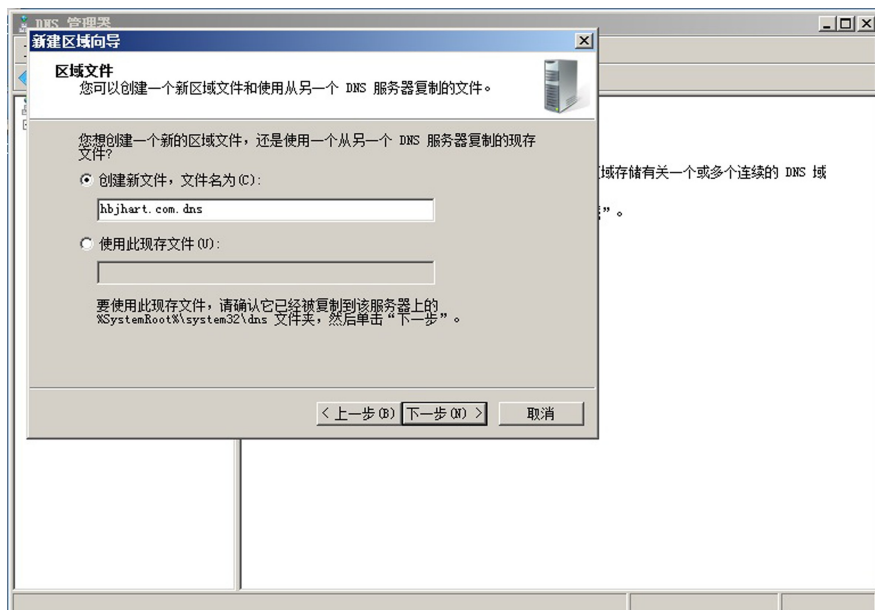 DNS 管理器
新建区域向导
区域文件
您可以创建一个新区域文件和使用从另一个 DNS 服务器复制的文件。
您想创建一个新的区域文件，还是使用一个从另一个 DNS 服务器复制的现存
文件?
创建新文件，文件名为(C):
hbjhart.com.dns
使用此现存文件(U):
要使用此现存文件，请确认它已经被复制到该服务器上的
%SystemRoot%\system32\dns 文件夹，然后单击“下一步”。
< 上一步(B) 下一步(N) > 取消
域存储有关一个或多个连续的 DNS 域
”。